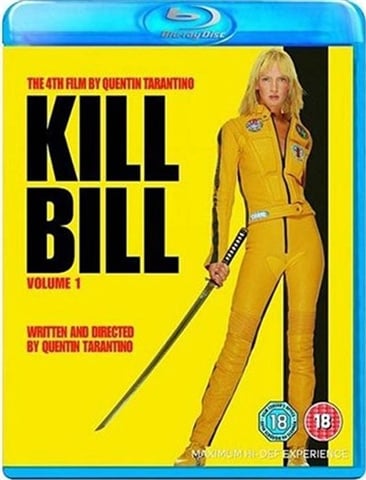 Blu-ray Disc
THE 4TH FILM BY QUENTIN TARANTINO
KILL
BILL
VOLUME 1
WRITTEN AND DIRECTED
BY QUENTIN TARANTINO
18
18
MAXIMUM HI-DEF EXPERIENCE